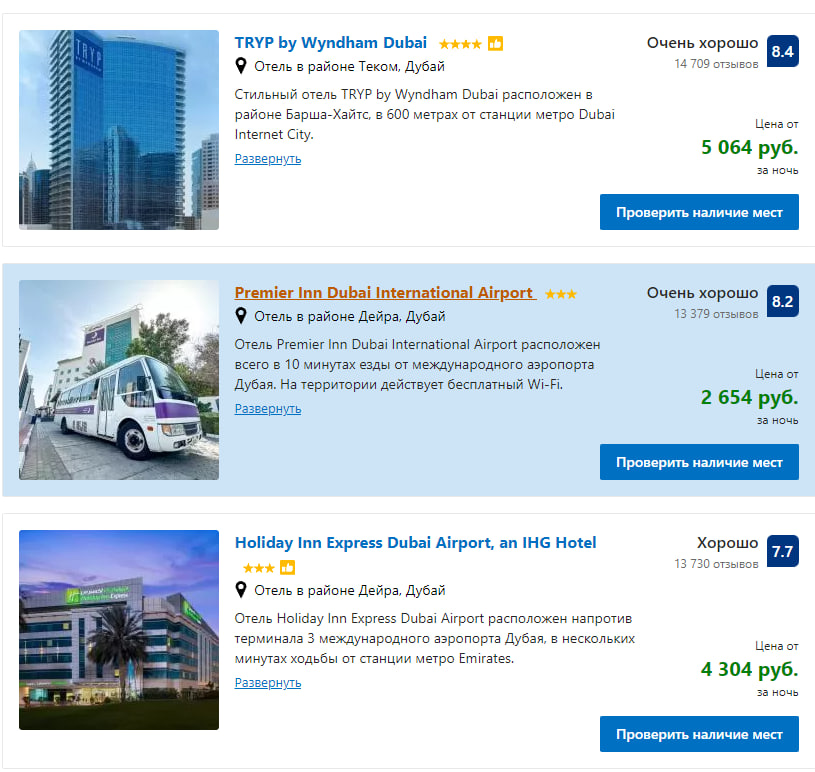 TRYP
TRYP by Wyndham Dubai
Отель в районе Теком, Дубай
Стильный отель TRYP by Wyndham Dubai расположен в
районе Барша-Хайтс, в 600 метрах от станции метро Dubai
Internet City.
Развернуть
Очень хорошо
8.4
14 709 отзывов
Цена от
5 064 руб.
за ночь
Проверить наличие мест
Premier Inn Dubai International Airport
Отель в районе Дейра, Дубай
Отель Premier Inn Dubai International Airport расположен
всего в 10 минутах езды от международного аэропорта
Дубая. На территории действует бесплатный Wi-Fi.
Развернуть
Очень хорошо
8.2
13 379 отзывов
Цена от
2 654 руб.
за ночь
Проверить наличие мест
Holiday Inn Express Dubai Airport, an IHG Hotel
Отель в районе Дейра, Дубай
Отель Holiday Inn Express Dubai Airport расположен напротив
терминала 3 международного аэропорта Дубая, в нескольких
минутах ходьбы от станции метро Emirates.
Развернуть
Хорошо
7.7
13 730 отзывов
Цена от
4 304 руб.
за ночь
Проверить наличие мест